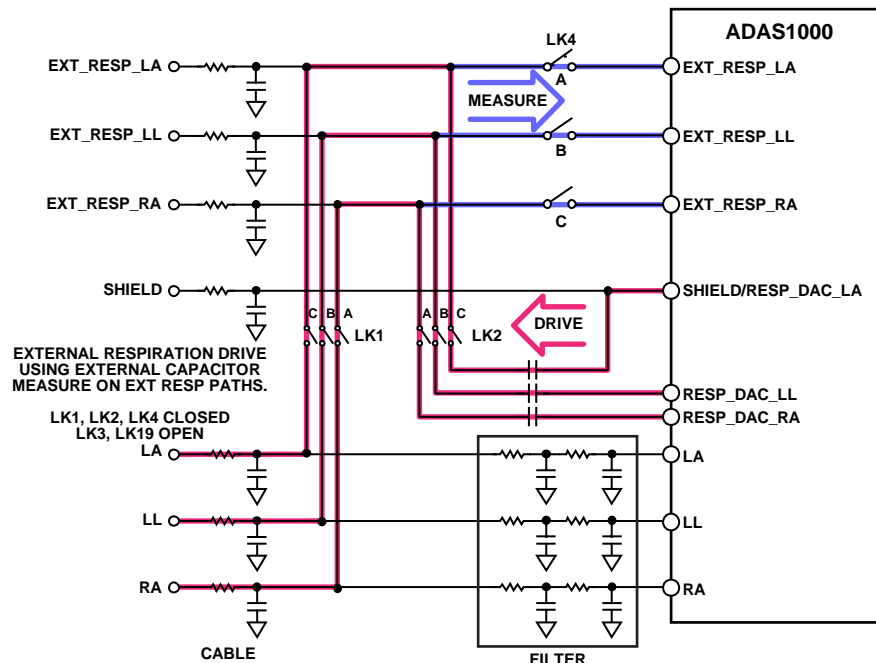 ADAS1000
LK4
EXT_RESP_LA
A
EXT_RESP_LA
MEASURE
EXT_RESP_LL
B
EXT_RESP_LL
EXT_RESP_RA
C
EXT_RESP_RA
SHIELD
SHIELD/RESP_DAC_LA
C B A
LK1
A B C
LK2
DRIVE
EXTERNAL RESPIRATION DRIVE
USING EXTERNAL CAPACITOR
MEASURE ON EXT RESP PATHS.
RESP_DAC_LL
RESP_DAC_RA
LK1, LK2, LK4 CLOSED
LK3, LK19 OPEN
LA
LA
LL
LL
RA
RA
CABLE
FILTER